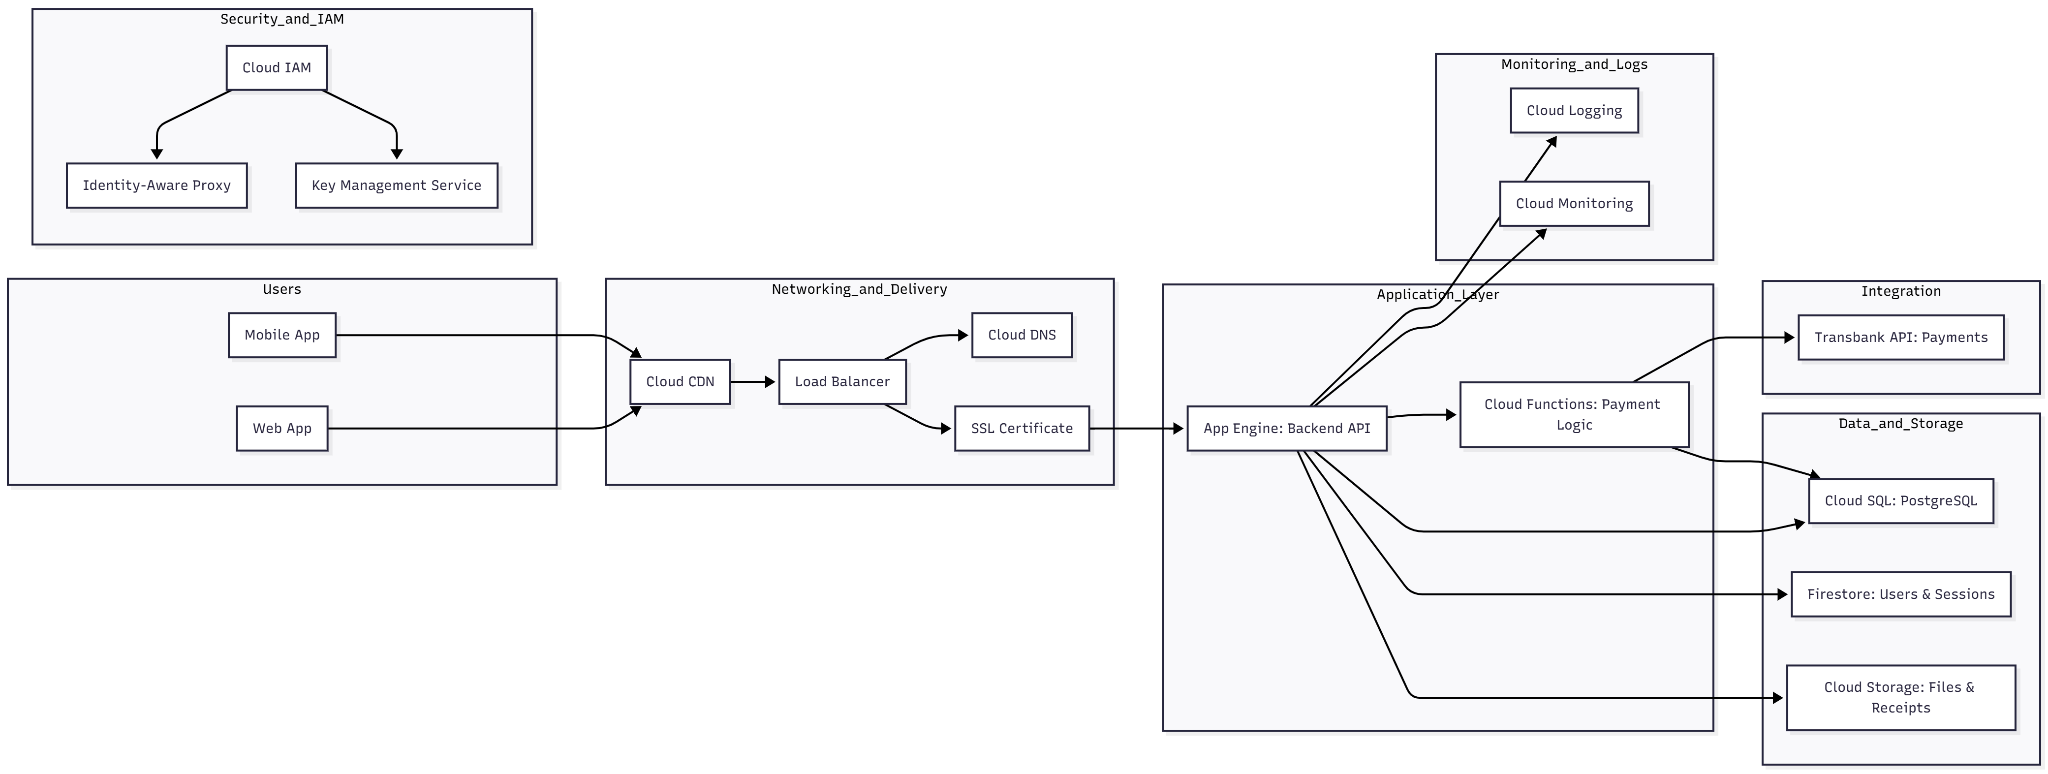 Security_and_IAM
Cloud IAM
Identity-Aware Proxy
Key Management Service
Users
Mobile App
Web App
Networking_and_Delivery
Cloud CDN
Load Balancer
Cloud DNS
SSL Certificate
Monitoring_and_Logs
Cloud Logging
Cloud Monitoring
Application_Layer
App Engine: Backend API
Cloud Functions: Payment
Logic
Integration
Transbank API: Payments
Data_and_Storage
Cloud SQL: PostgreSQL
Firestore: Users & Sessions
Cloud Storage: Files &
Receipts